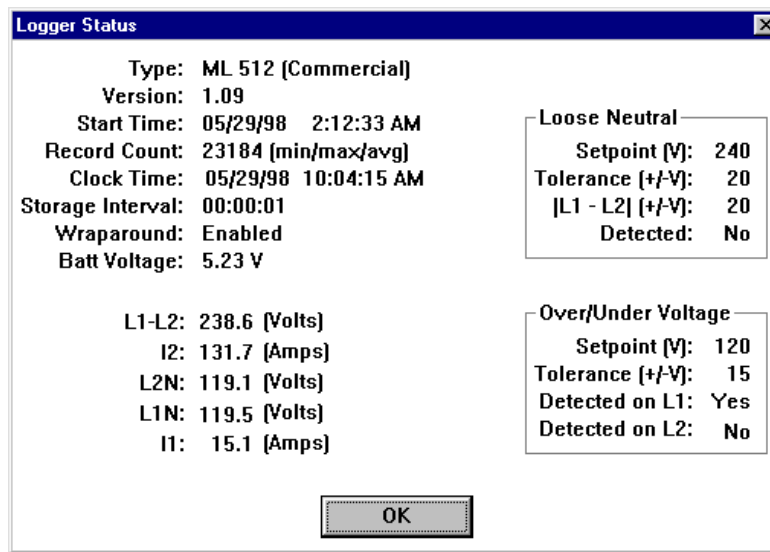 Logger Status
Type: ML 512 (Commercial)
Version: 1.09
Start Time: 05/29/98 2:12:33 AM
Record Count: 23184 (min/max/avg)
Clock Time: 05/29/98 10:04:15 AM
Storage Interval: 00:00:01
Wraparound: Enabled
Batt Voltage: 5.23 V
L1-L2: 238.6 (Volts)
I2: 131.7 (Amps)
L2N: 119.1 (Volts)
L1N: 119.5 (Volts)
I1: 15.1 (Amps)
Loose Neutral
Setpoint (V): 240
Tolerance (+/-V): 20
|L1 - L2| (+/-V): 20
Detected: No
Over/Under Voltage
Setpoint (V): 120
Tolerance (+/-V): 15
Detected on L1: Yes
Detected on L2: No
OK